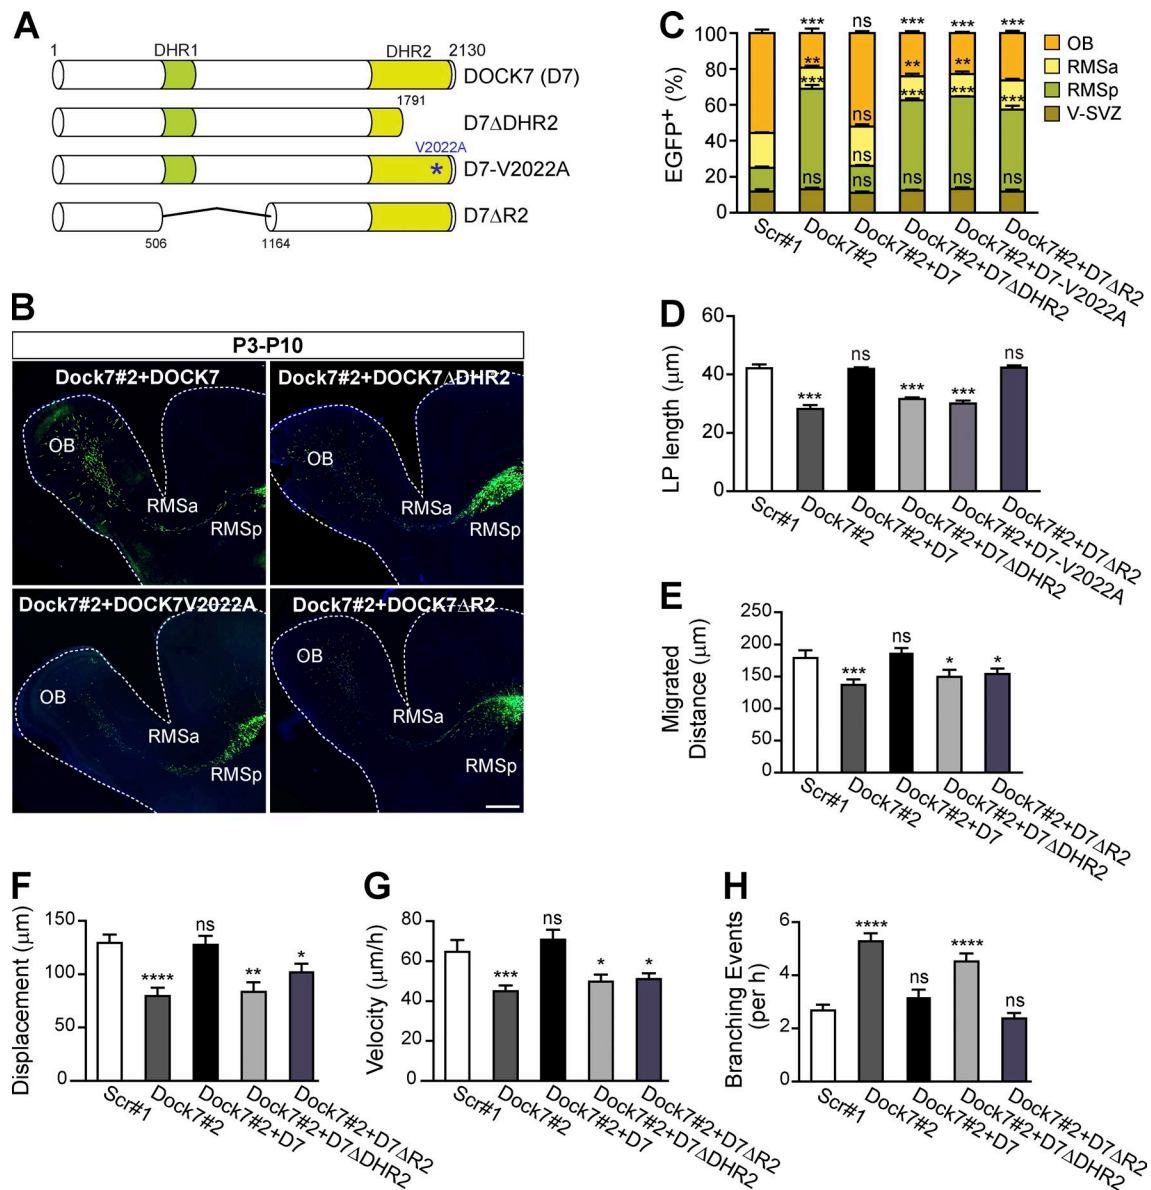 A
1
DHR1
DHR2
2130
DOCK7 (D7)
1791
D7ΔDHR2
V2022A
*
D7-V2022A
D7ΔR2
506
1164
B
P3-P10
Dock7#2+DOCK7
OB
RMSa
RMSp
Dock7#2+DOCK7ΔDHR2
OB
RMSa
RMSp
Dock7#2+DOCK7V2022A
OB
RMSa
RMSp
Dock7#2+DOCK7ΔR2
OB
RMSa
RMSp
C
EGFP+ (%)
100
80
60
40
20
0
*** ns *** *** ***
** ** **
*** ns *** *** ***
ns
ns ns ns ns ns
OB
RMSa
RMSp
V-SVZ
Scr#1
Dock7#2
Dock7#2+D7
Dock7#2+D7ΔDHR2
Dock7#2+D7-V2022A
Dock7#2+D7ΔR2
D
LP length (μm)
60
40
20
0
*** ns *** *** ns
Scr#1
Dock7#2
Dock7#2+D7
Dock7#2+D7ΔDHR2
Dock7#2+D7-V2022A
Dock7#2+D7ΔR2
E
Migrated
Distance (μm)
250
200
150
100
50
0
*** ns * *
Scr#1
Dock7#2
Dock7#2+D7
Dock7#2+D7ΔDHR2
Dock7#2+D7ΔR2
F
Displacement (μm)
150
100
50
0
**** ns ** *
Scr#1
Dock7#2
Dock7#2+D7
Dock7#2+D7ΔDHR2
Dock7#2+D7ΔR2
G
Velocity (μm/h)
80
60
40
20
0
*** ns * *
Scr#1
Dock7#2
Dock7#2+D7
Dock7#2+D7ΔDHR2
Dock7#2+D7ΔR2
H
Branching Events
(per h)
6
4
2
0
**** ns **** ns
Scr#1
Dock7#2
Dock7#2+D7
Dock7#2+D7ΔDHR2
Dock7#2+D7ΔR2